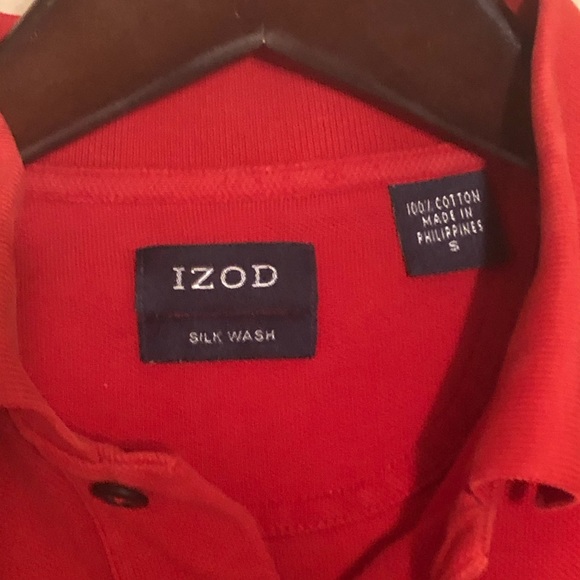 IZOD
SILK WASH
100% COTTON
MADE IN
PHILIPPINES
S